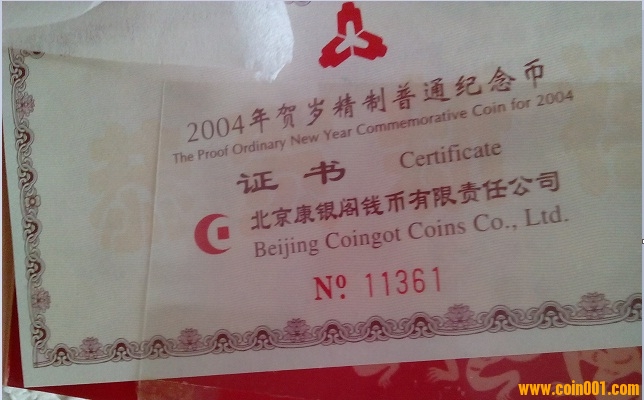 2004年贺岁精制普通纪念币
The Proof Ordinary New Year Commemorative Coin for 2004
证书 Certificate
北京康银阁钱币有限责任公司
Beijing Coingot Coins Co., Ltd.
Nº 11361
www.coin001.com